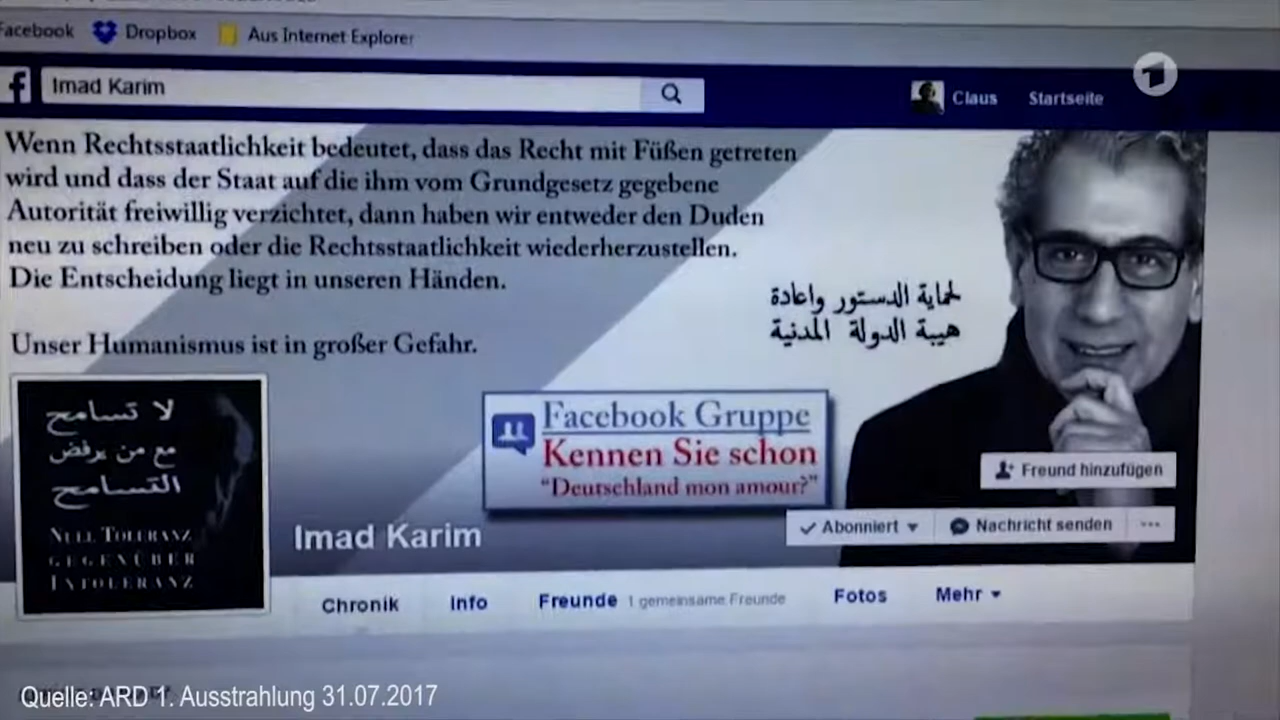 Facebook Dropbox Aus Internet Explorer
Imad Karim
Claus Startseite
Wenn Rechtsstaatlichkeit bedeutet, dass das Recht mit Füßen getreten
wird und dass der Staat auf die ihm vom Grundgesetz gegebene
Autorität freiwillig verzichtet, dann haben wir entweder den Duden
neu zu schreiben oder die Rechtsstaatlichkeit wiederherzustellen.
Die Entscheidung liegt in unseren Händen.
Unser Humanismus ist in großer Gefahr.
لحماية الدستور واعادة
هيبة الدولة المدنية
لا تسامح
مع من يرفض
التسامح
NULL TOLERANZ
GEGENÜBER
INTOLERANZ
Facebook Gruppe
Kennen Sie schon
“Deutschland mon amour?”
Freund hinzufügen
Imad Karim
Abonniert
Nachricht senden
Chronik Info Freunde 1 gemeinsame Freunde Fotos Mehr
Quelle: ARD 1. Ausstrahlung 31.07.2017